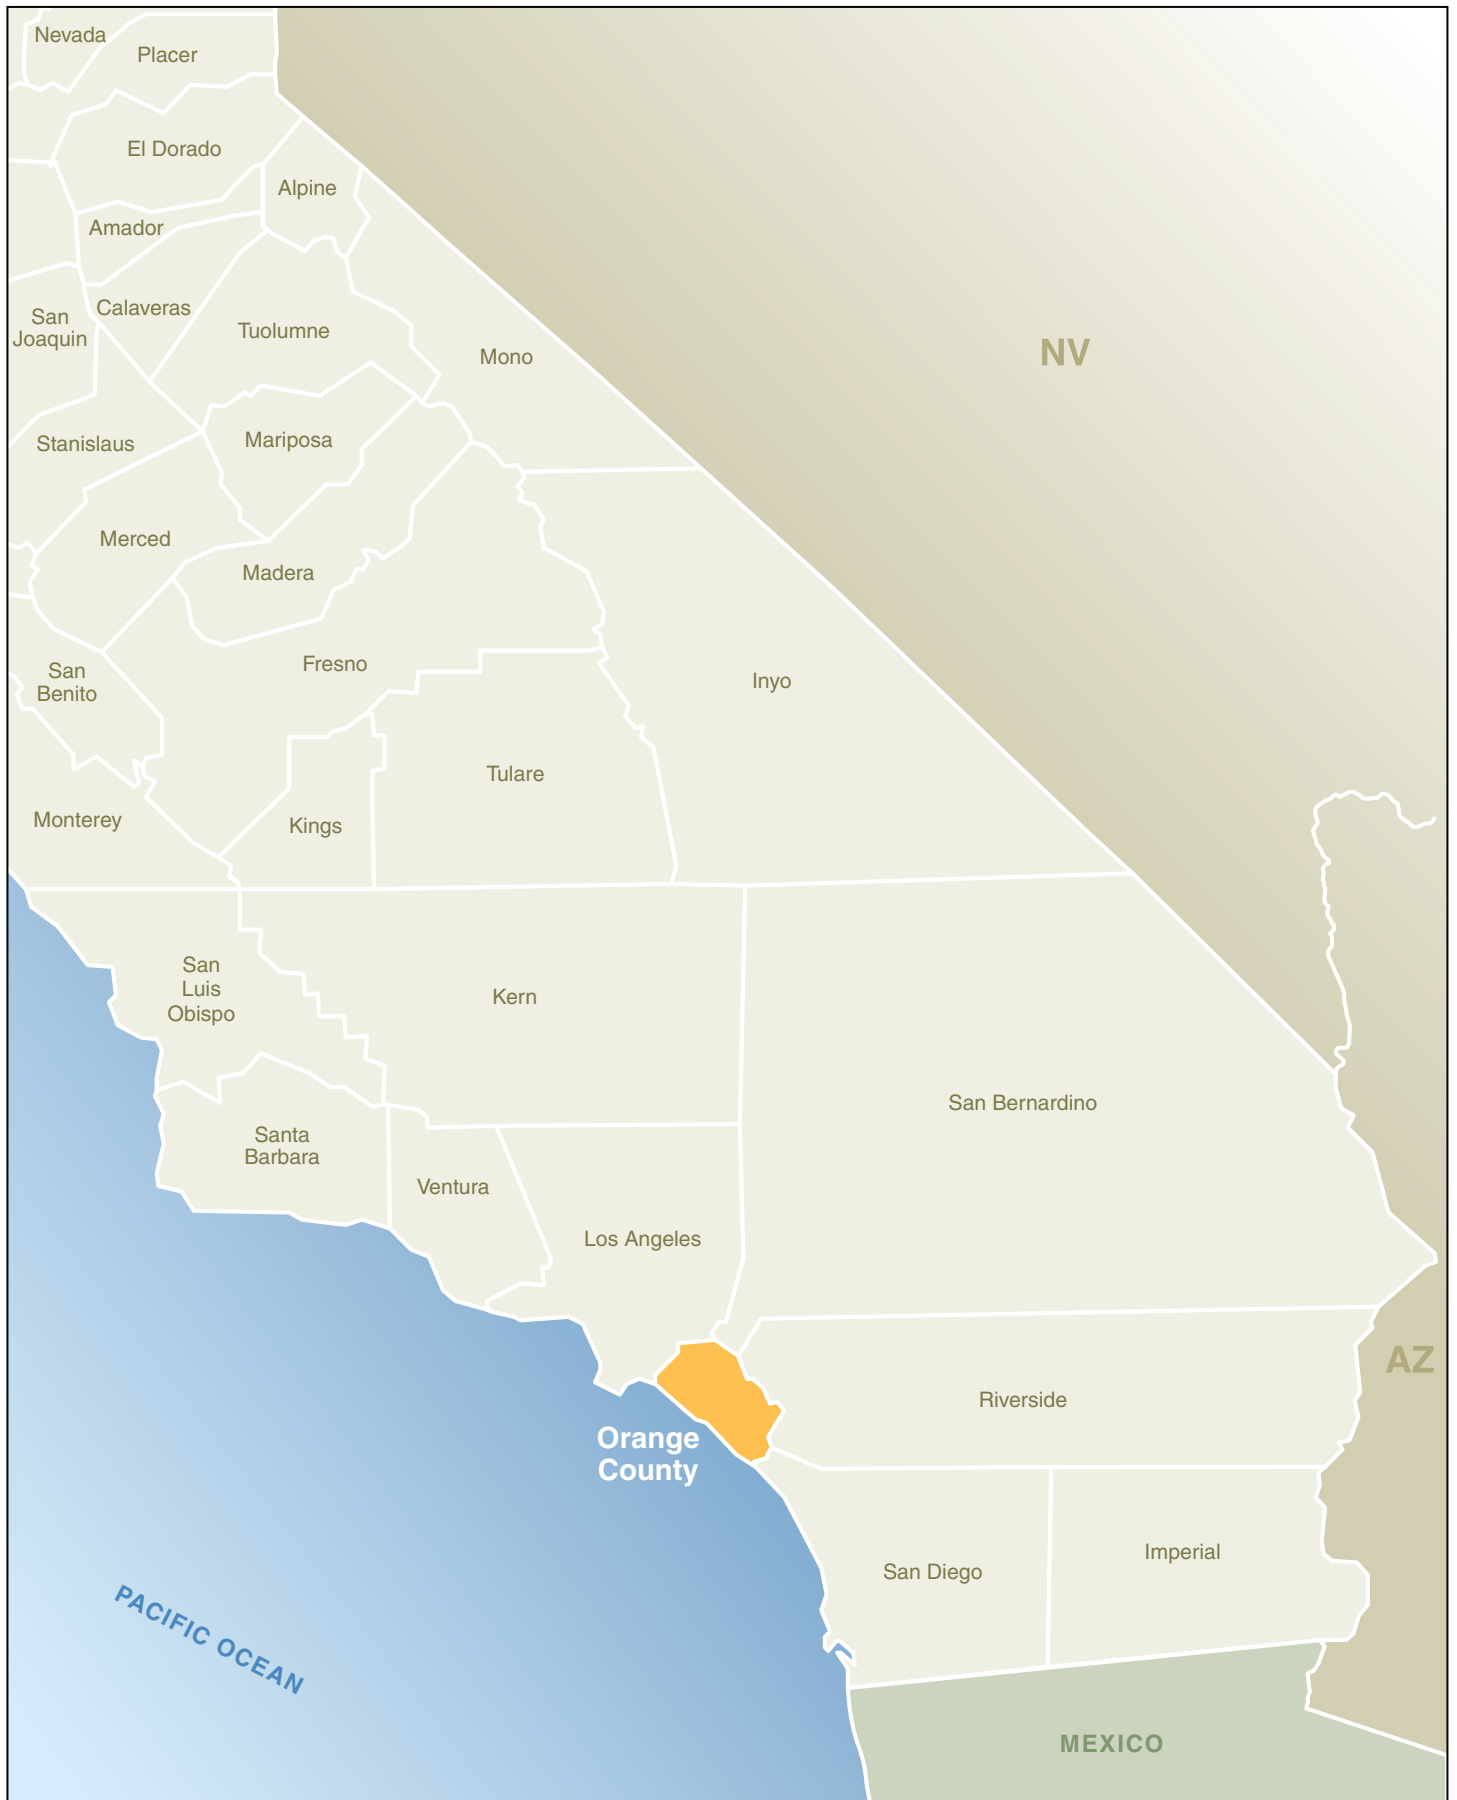 Nevada
Placer
El Dorado
Alpine
Amador
Calaveras
San
Joaquin
Tuolumne
Mono
NV
Stanislaus
Mariposa
Merced
Madera
Fresno
San
Benito
Inyo
Tulare
Monterey
Kings
San
Luis
Obispo
Kern
San Bernardino
Santa
Barbara
Ventura
Los Angeles
AZ
Riverside
Orange
County
San Diego
Imperial
PACIFIC OCEAN
MEXICO